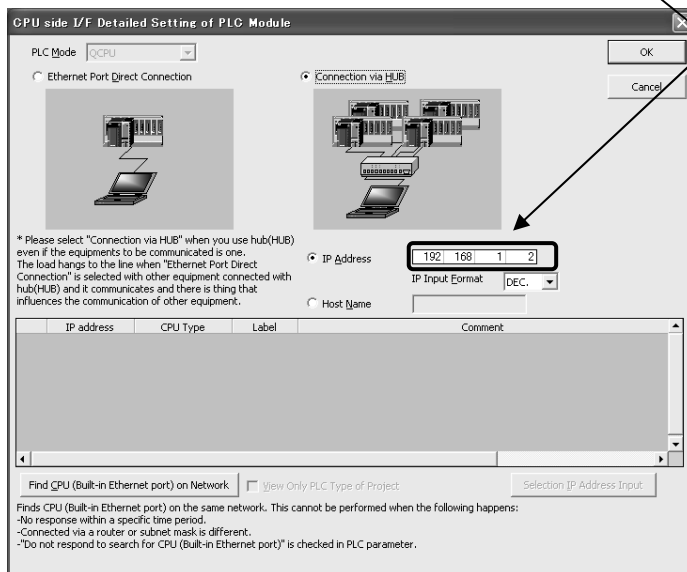 CPU side I/F Detailed Setting of PLC Module
PLC Mode QCPU
OK
Ethernet Port Direct Connection
Connection via HUB
Cancel
* Please select "Connection via HUB" when you use hub(HUB)
even if the equipments to be communicated is one.
The load hangs to the line when "Ethernet Port Direct
Connection" is selected with other equipment connected with
hub(HUB) and it communicates and there is thing that
influences the communication of other equipment.
IP Address 192 168 1 2
IP Input Format DEC.
Host Name
IP address CPU Type Label Comment
Find CPU (Built-in Ethernet port) on Network View Only PLC Type of Project Selection IP Address Input
Finds CPU (Built-in Ethernet port) on the same network. This cannot be performed when the following happens:
-No response within a specific time period.
-Connected via a router or subnet mask is different.
-"Do not respond to search for CPU (Built-in Ethernet port)" is checked in PLC parameter.